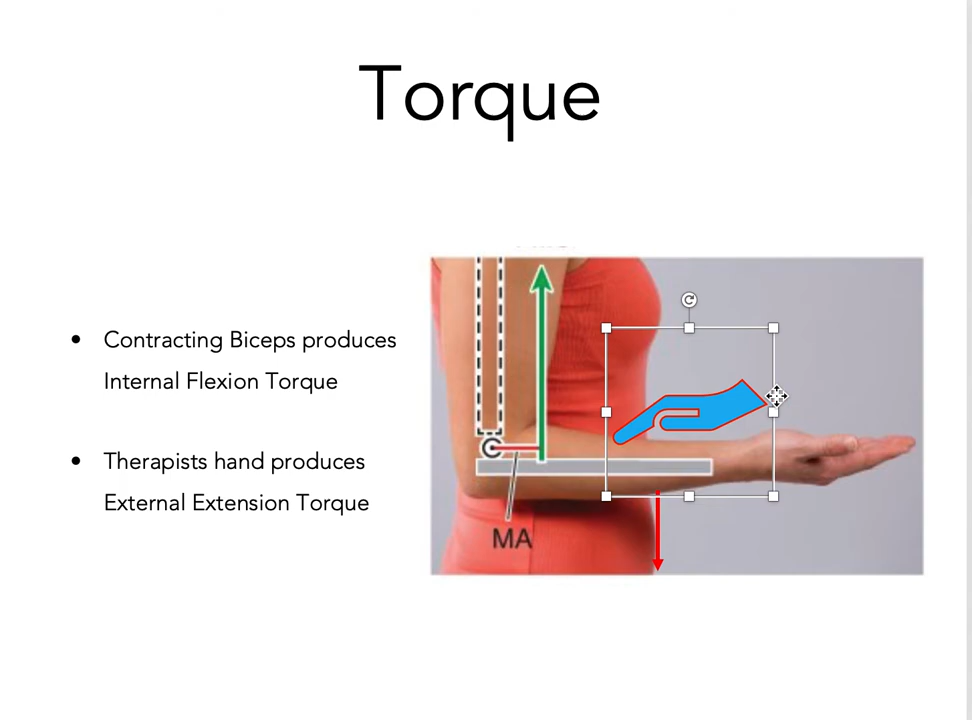 Torque
• Contracting Biceps produces
Internal Flexion Torque
• Therapists hand produces
External Extension Torque
MA